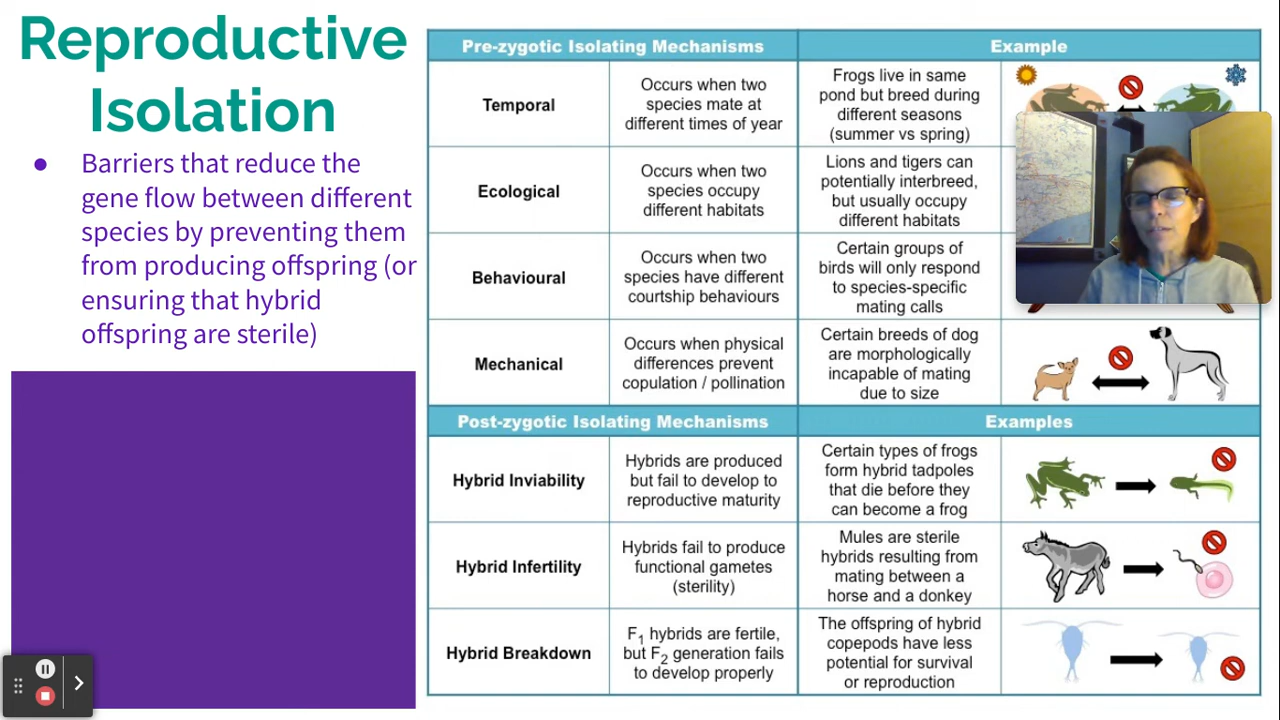 Reproductive
Isolation
● Barriers that reduce the
gene flow between different
species by preventing them
from producing offspring (or
ensuring that hybrid
offspring are sterile)
Pre-zygotic Isolating Mechanisms
Example
Temporal
Occurs when two
species mate at
different times of year
Frogs live in same
pond but breed during
different seasons
(summer vs spring)
Ecological
Occurs when two
species occupy
different habitats
Lions and tigers can
potentially interbreed,
but usually occupy
different habitats
Behavioural
Occurs when two
species have different
courtship behaviours
Certain groups of
birds will only respond
to species-specific
mating calls
Mechanical
Occurs when physical
differences prevent
copulation / pollination
Certain breeds of dog
are morphologically
incapable of mating
due to size
Post-zygotic Isolating Mechanisms
Examples
Hybrid Inviability
Hybrids are produced
but fail to develop to
reproductive maturity
Certain types of frogs
form hybrid tadpoles
that die before they
can become a frog
Hybrid Infertility
Hybrids fail to produce
functional gametes
(sterility)
Mules are sterile
hybrids resulting from
mating between a
horse and a donkey
Hybrid Breakdown
F1 hybrids are fertile,
but F2 generation fails
to develop properly
The offspring of hybrid
copepods have less
potential for survival
or reproduction